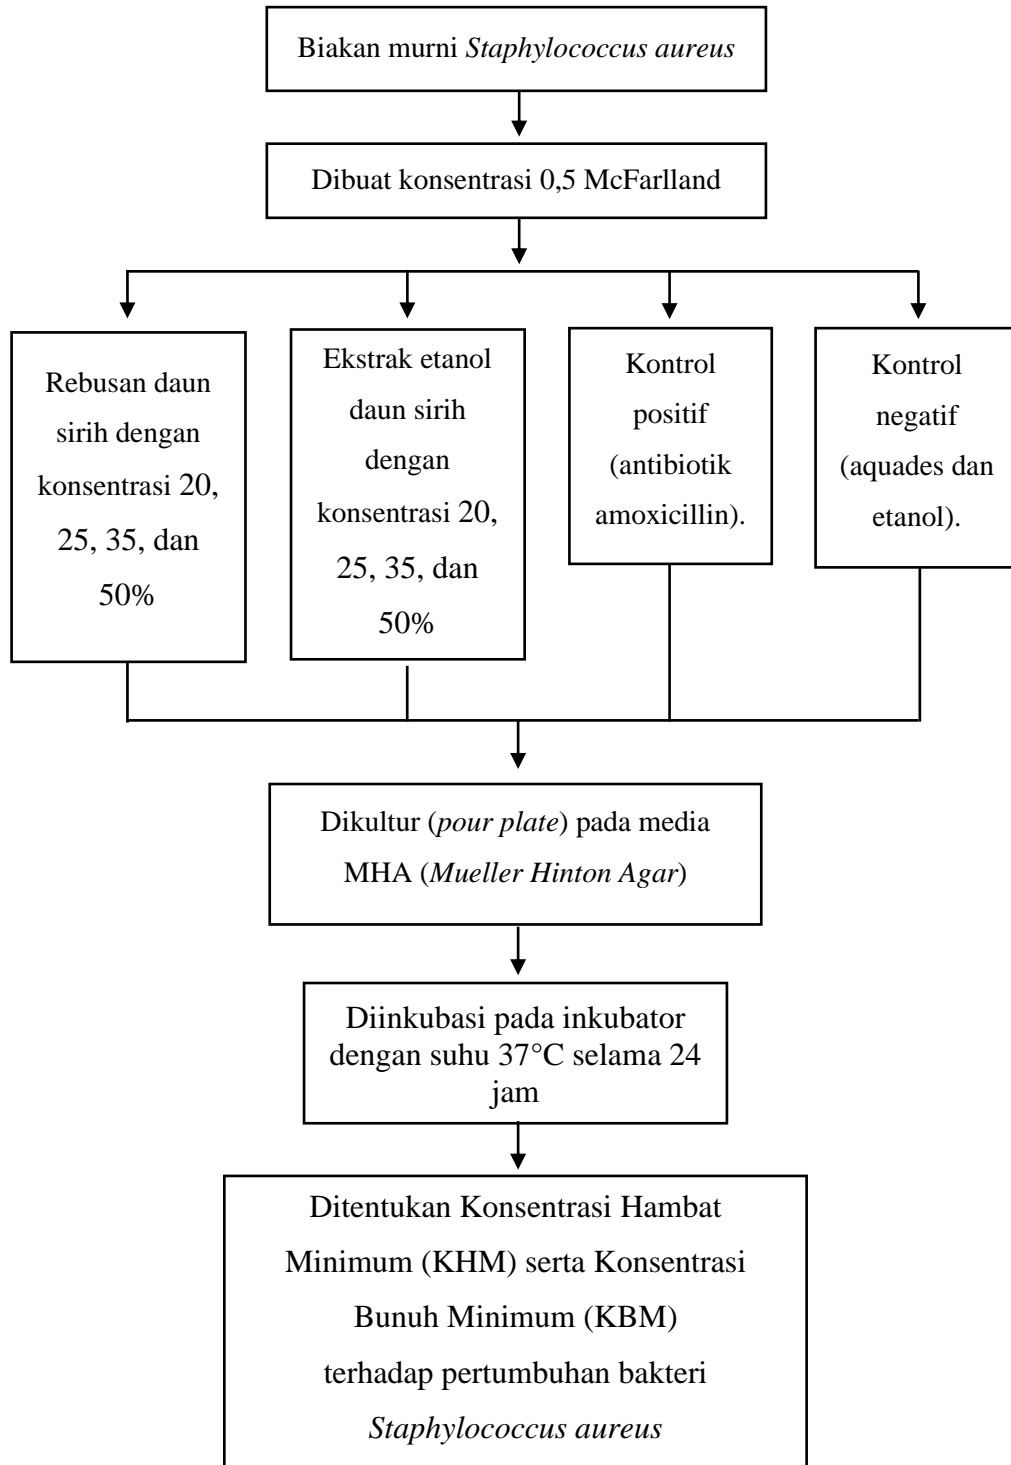 Biakan murni Staphylococcus aureus
Dibuat konsentrasi 0,5 McFarlland
Rebusan daun
sirih dengan
konsentrasi 20,
25, 35, dan
50%
Ekstrak etanol
daun sirih
dengan
konsentrasi 20,
25, 35, dan
50%
Kontrol
positif
(antibiotik
amoxicillin).
Kontrol
negatif
(aquades dan
etanol).
Dikultur (pour plate) pada media
MHA (Mueller Hinton Agar)
Diinkubasi pada inkubator
dengan suhu 37°C selama 24
jam
Ditentukan Konsentrasi Hambat
Minimum (KHM) serta Konsentrasi
Bunuh Minimum (KBM)
terhadap pertumbuhan bakteri
Staphylococcus aureus